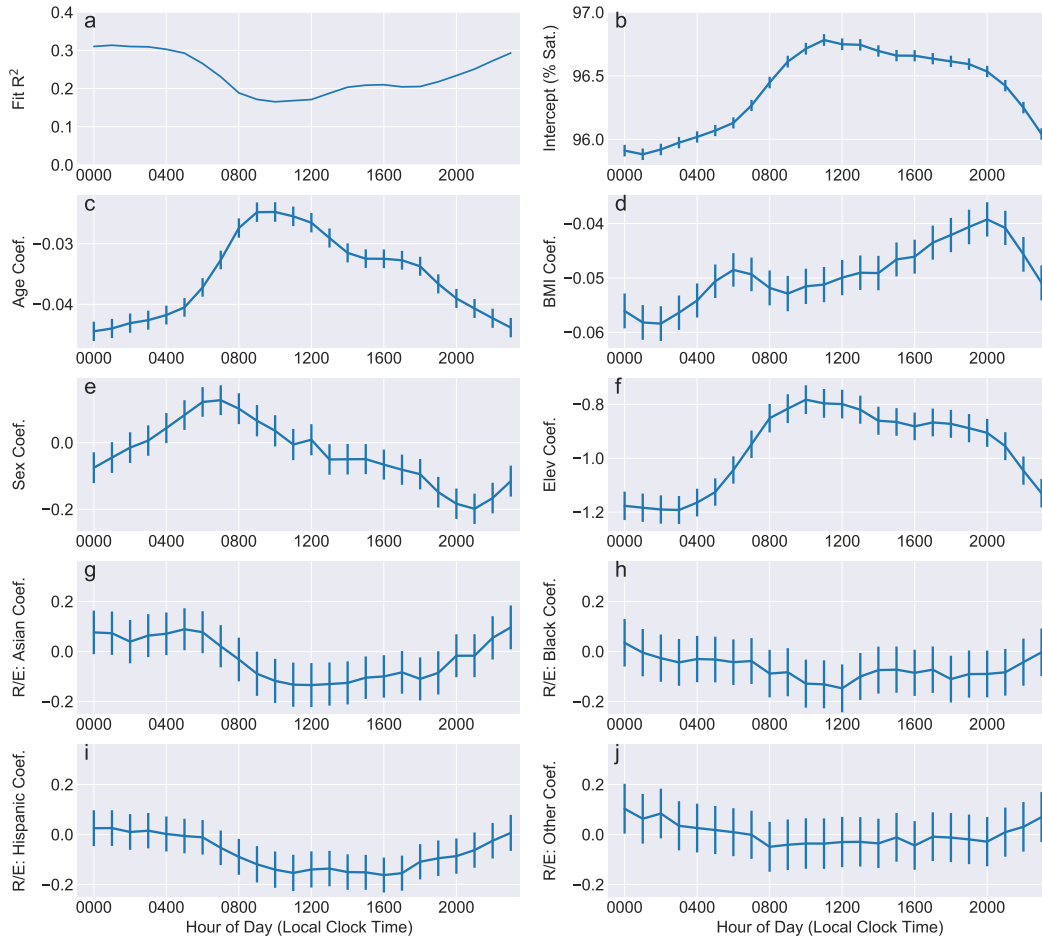 a
Fit R²
0.4
0.3
0.2
0.1
0.0
0000 0400 0800 1200 1600 2000
b
Intercept (% Sat.)
97.0
96.5
96.0
0000 0400 0800 1200 1600 2000
c
Age Coef.
−0.03
−0.04
0000 0400 0800 1200 1600 2000
d
BMI Coef.
−0.04
−0.05
−0.06
0000 0400 0800 1200 1600 2000
e
Sex Coef.
0.0
−0.2
0000 0400 0800 1200 1600 2000
f
Elev Coef.
−0.8
−1.0
−1.2
0000 0400 0800 1200 1600 2000
g
R/E: Asian Coef.
0.2
0.0
−0.2
0000 0400 0800 1200 1600 2000
h
R/E: Black Coef.
0.2
0.0
−0.2
0000 0400 0800 1200 1600 2000
i
R/E: Hispanic Coef.
0.2
0.0
−0.2
0000 0400 0800 1200 1600 2000
Hour of Day (Local Clock Time)
j
R/E: Other Coef.
0.2
0.0
−0.2
0000 0400 0800 1200 1600 2000
Hour of Day (Local Clock Time)